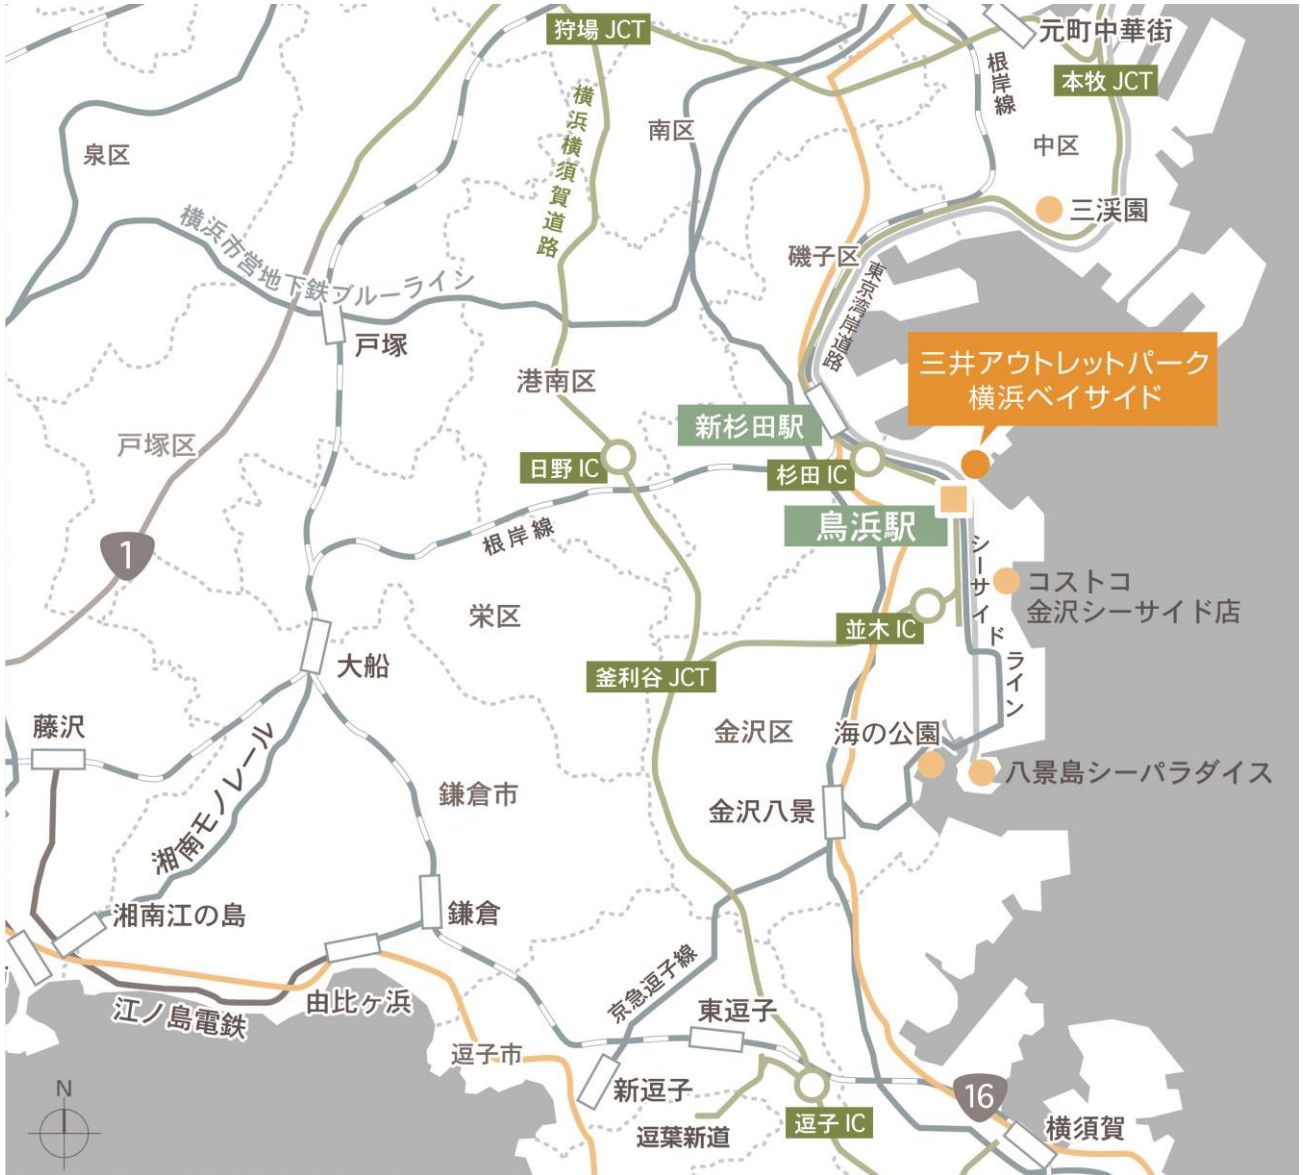 狩場 JCT
元町中華街
根岸線
本牧 JCT
横浜横須賀道路
南区
中区
泉区
三渓園
横浜市営地下鉄ブルーライン
磯子区
東京湾岸道路
戸塚
三井アウトレットパーク
横浜ベイサイド
港南区
新杉田駅
戸塚区
日野 IC
杉田 IC
鳥浜駅
根岸線
1
シーサイドライン
コストコ
金沢シーサイド店
栄区
並木 IC
大船
釜利谷 JCT
藤沢
金沢区
海の公園
八景島シーパラダイス
湘南モノレール
鎌倉市
金沢八景
湘南江の島
鎌倉
京急逗子線
由比ヶ浜
江ノ島電鉄
東逗子
逗子市
新逗子
N
16
逗子 IC
横須賀
逗葉新道